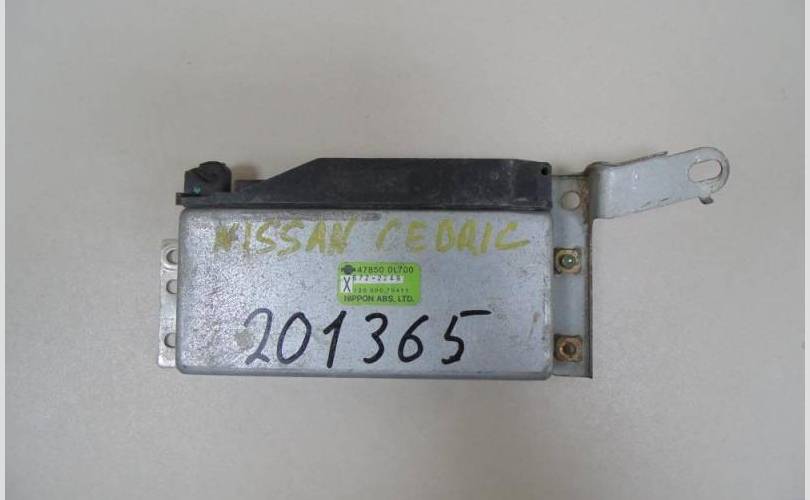 NISSAN CEDRIC
47850 0L700
X
NIPPON ABS, LTD.
201365